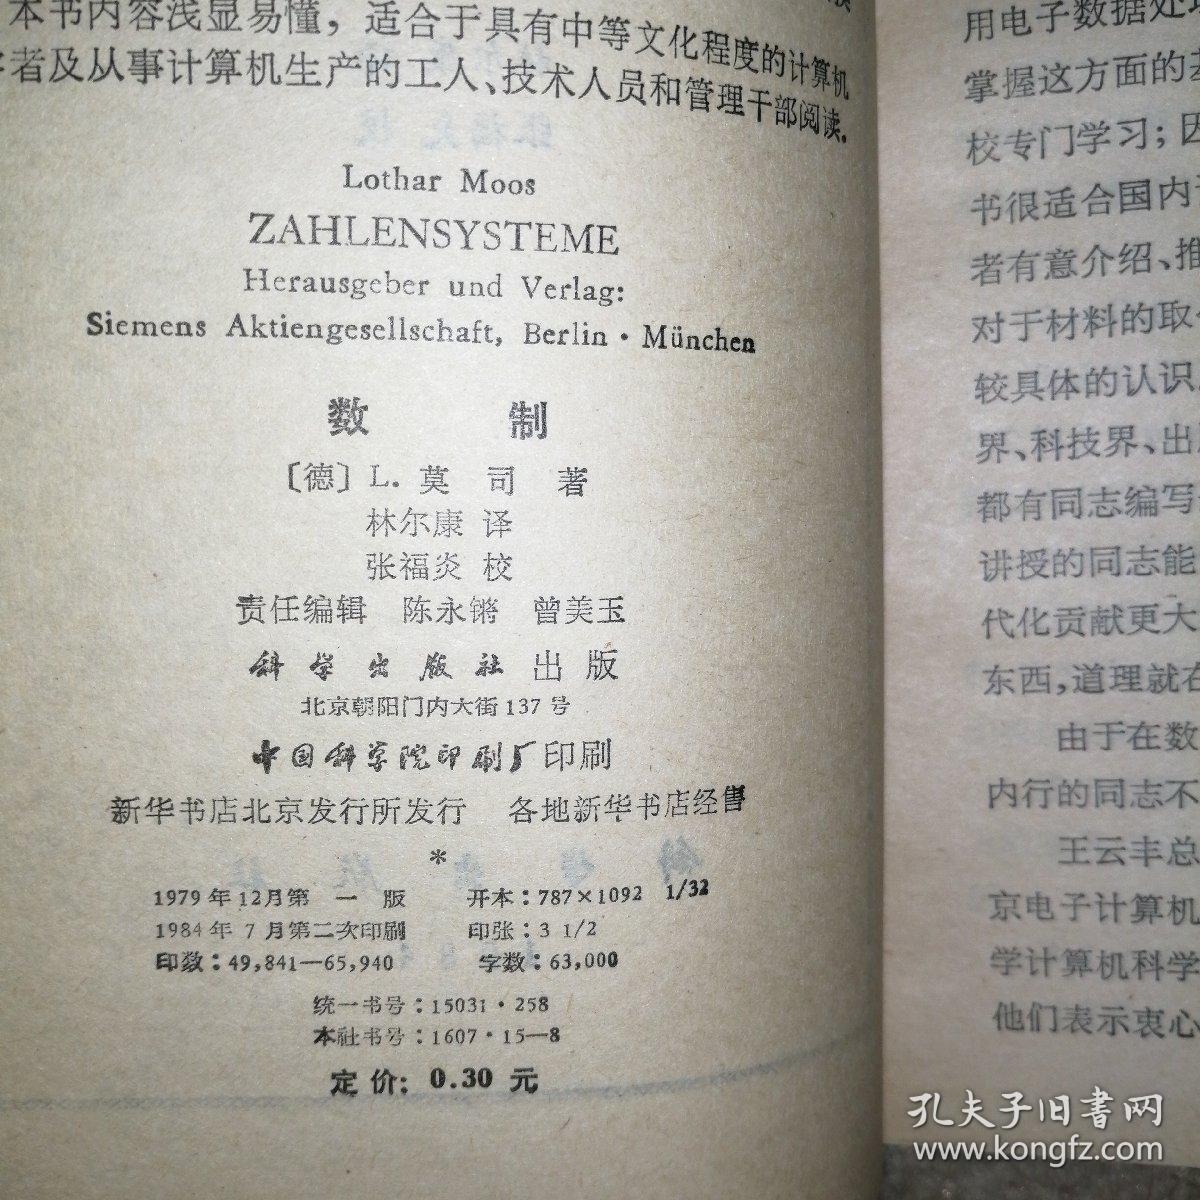 本书内容浅显易懂，适合于具有中等文化程度的计算机
者及从事计算机生产的工人、技术人员和管理干部阅读.
Lothar Moos
ZAHLENSYSTEME
Herausgeber und Verlag:
Siemens Aktiengesellschaft, Berlin·München
数 制
〔德〕L. 莫 司 著
林尔康 译
张福炎 校
责任编辑 陈永锵 曾美玉
科学出版社 出版
北京朝阳门内大街 137 号
中国科学院印刷厂印刷
新华书店北京发行所发行 各地新华书店经售
*
1979 年 12 月第 一 版 开本：787×1092 1/32
1984 年 7 月第二次印刷 印张：3 1/2
印数：49,841—65,940 字数：63,000
统一书号：15031·258
本社书号：1607·15—8
定价: 0.30 元
用电子数据处
掌握这方面的
校专门学习；因
书很适合国内
者有意介绍、推
对于材料的取
较具体的认识
界、科技界、出
都有同志编写
讲授的同志能
代化贡献更大
东西,道理就在
由于在数
内行的同志不
王云丰总
京电子计算机
学计算机科学
他们表示衷心
孔夫子旧书网
www.kongfz.com